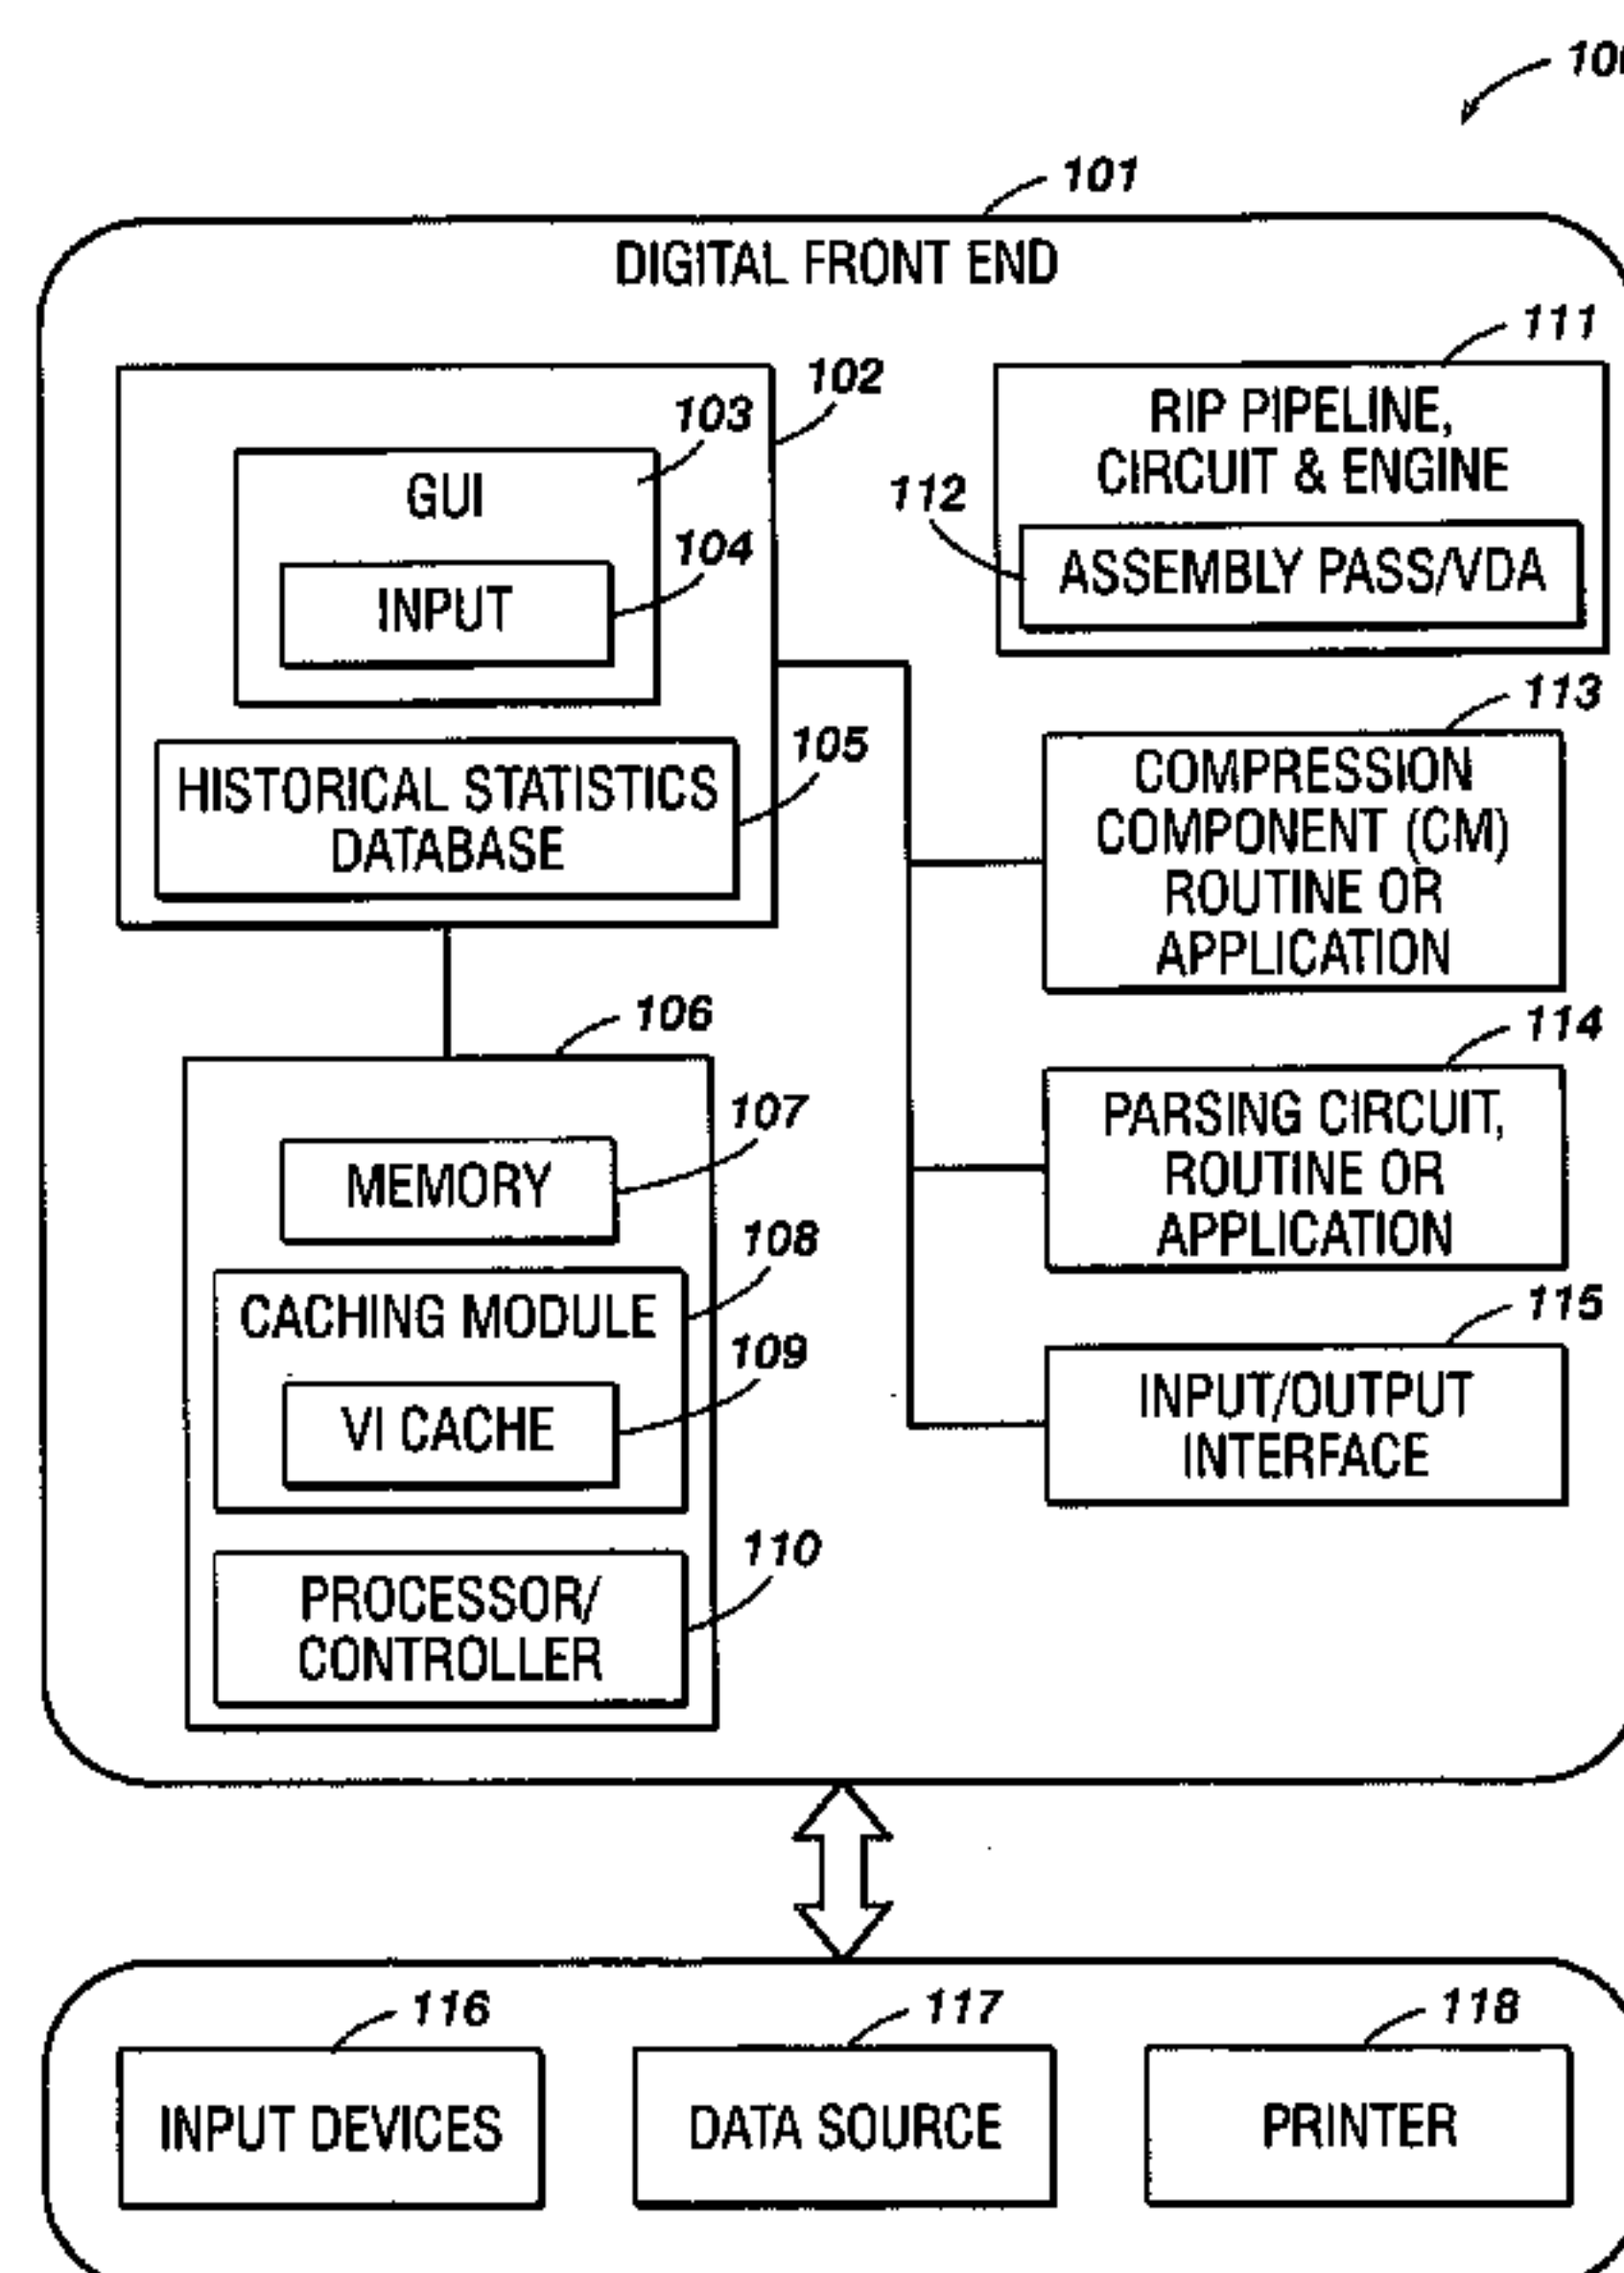 101
DIGITAL FRONT END
102
103
GUI
104
INPUT
105
HISTORICAL STATISTICS
DATABASE
106
107
MEMORY
108
CACHING MODULE
109
VI CACHE
110
PROCESSOR/
CONTROLLER
111
RIP PIPELINE,
CIRCUIT & ENGINE
112
ASSEMBLY PASS/VDA
113
COMPRESSION
COMPONENT (CM)
ROUTINE OR
APPLICATION
114
PARSING CIRCUIT,
ROUTINE OR
APPLICATION
115
INPUT/OUTPUT
INTERFACE
116
INPUT DEVICES
117
DATA SOURCE
118
PRINTER